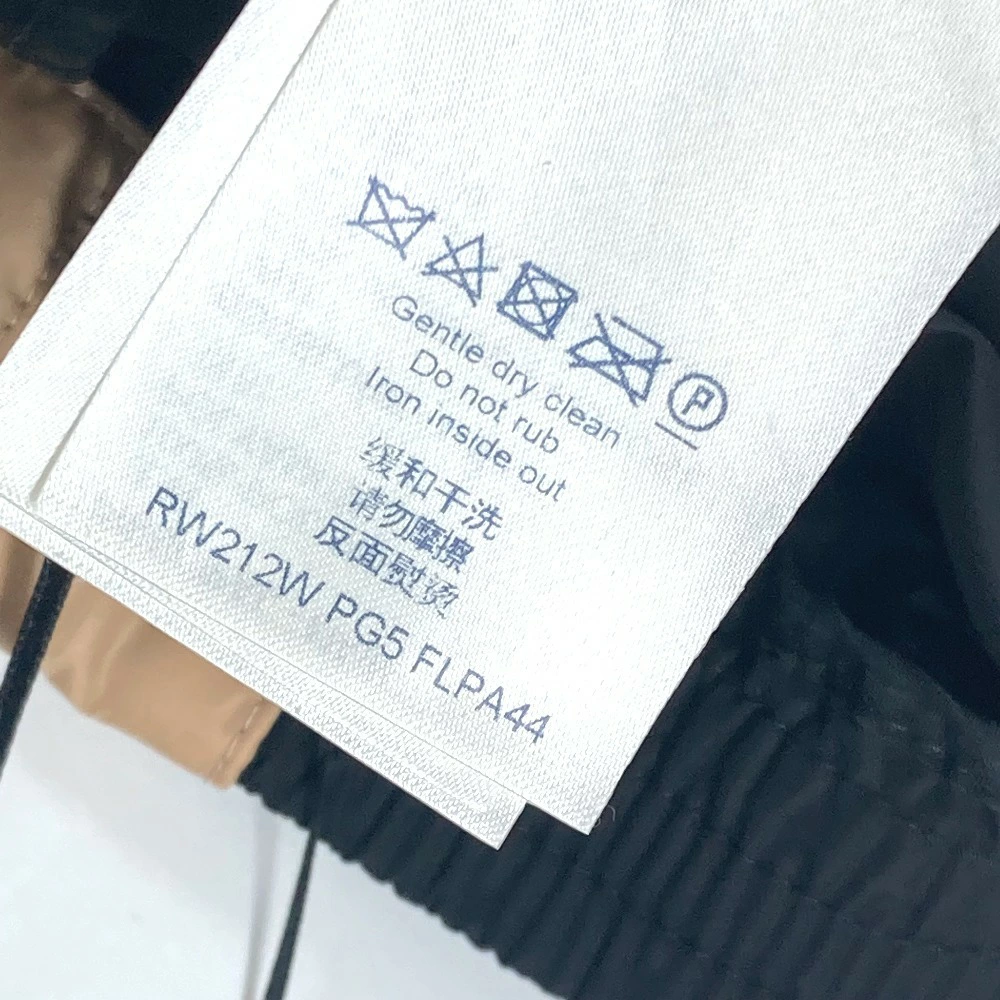 P
Gentle dry clean
Do not rub
Iron inside out
缓和干洗
请勿摩擦
反面熨烫
RW212W PG5 FLPA44